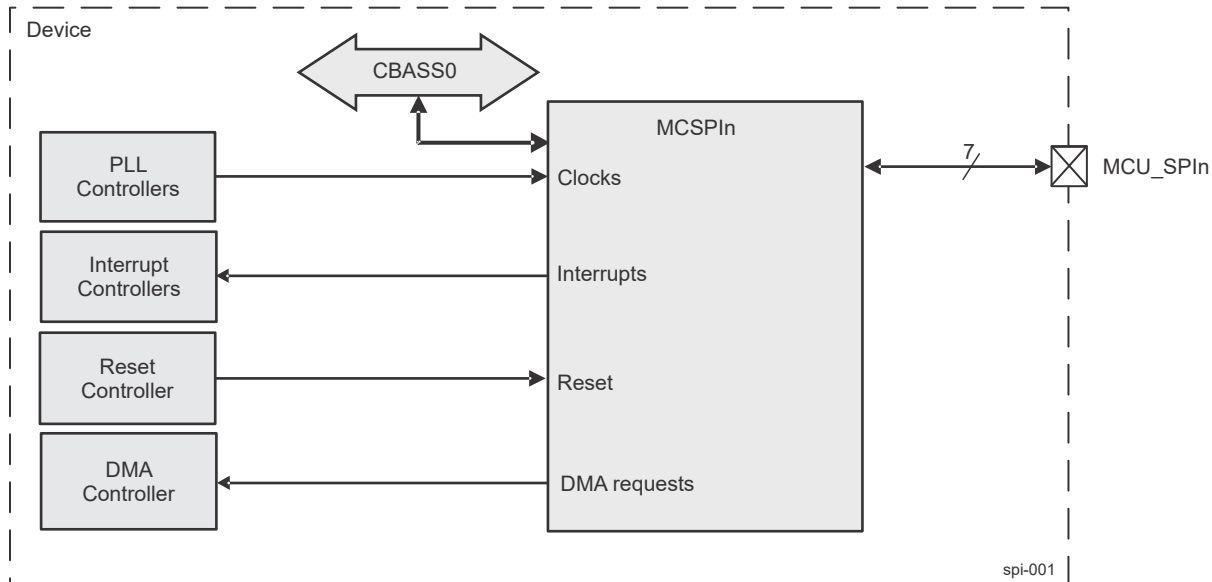 Device
CBASS0
MCSPIn
PLL
Controllers
Clocks
7
MCU_SPIn
Interrupt
Controllers
Interrupts
Reset
Controller
Reset
DMA
Controller
DMA requests
spi-001